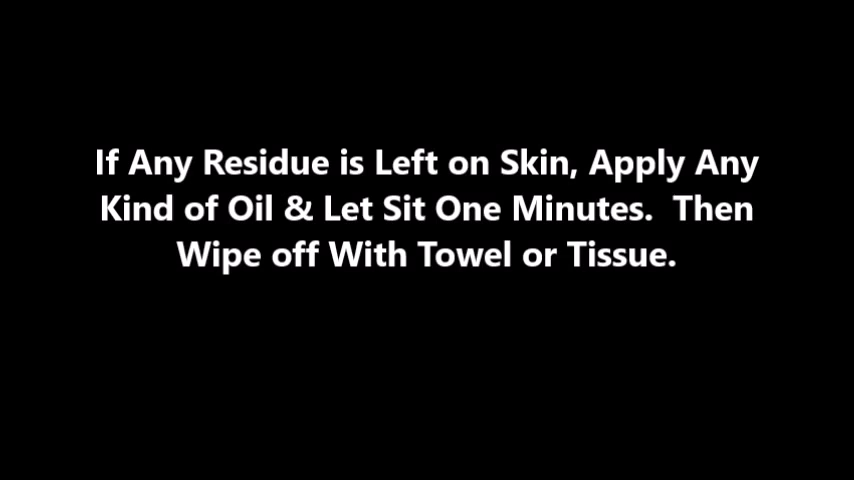 If Any Residue is Left on Skin, Apply Any
Kind of Oil & Let Sit One Minutes.  Then
Wipe off With Towel or Tissue.